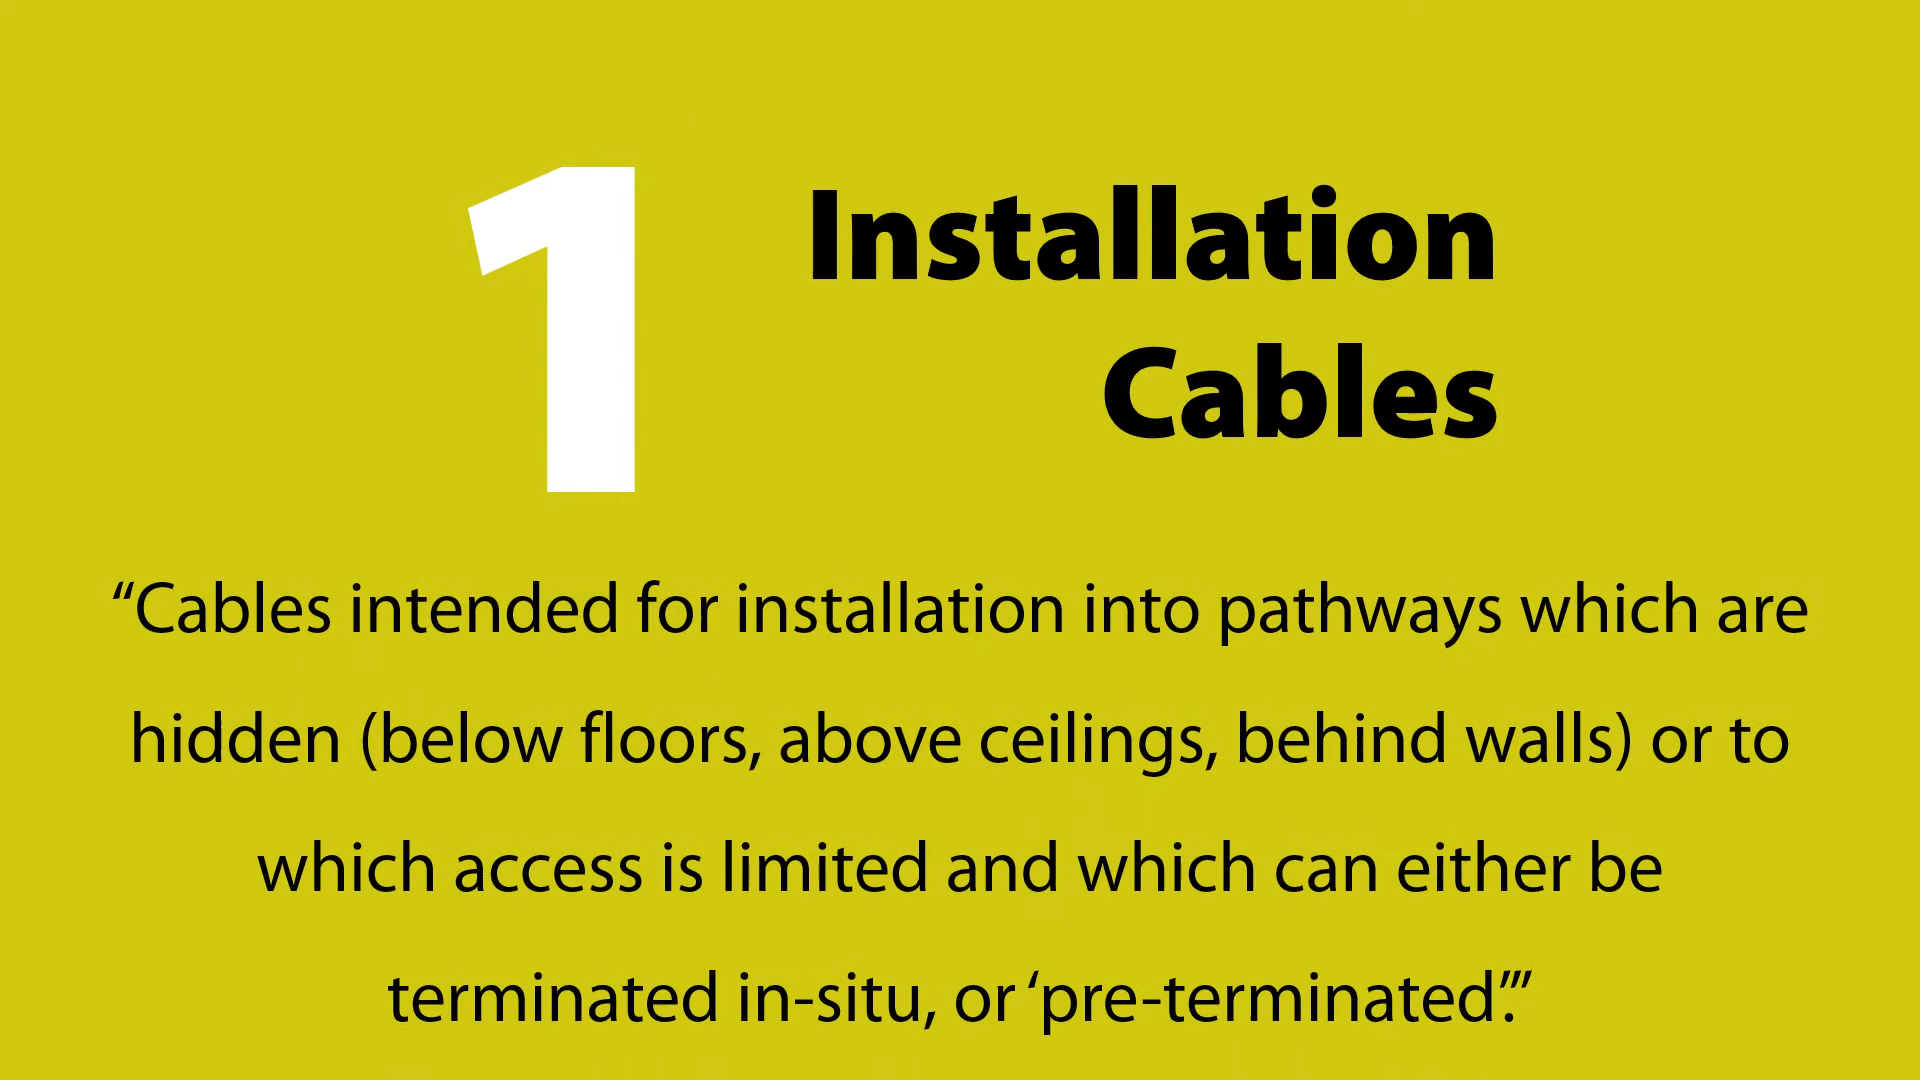 1
Installation
Cables
“Cables intended for installation into pathways which are
hidden (below floors, above ceilings, behind walls) or to
which access is limited and which can either be
terminated in-situ, or ‘pre-terminated’.”